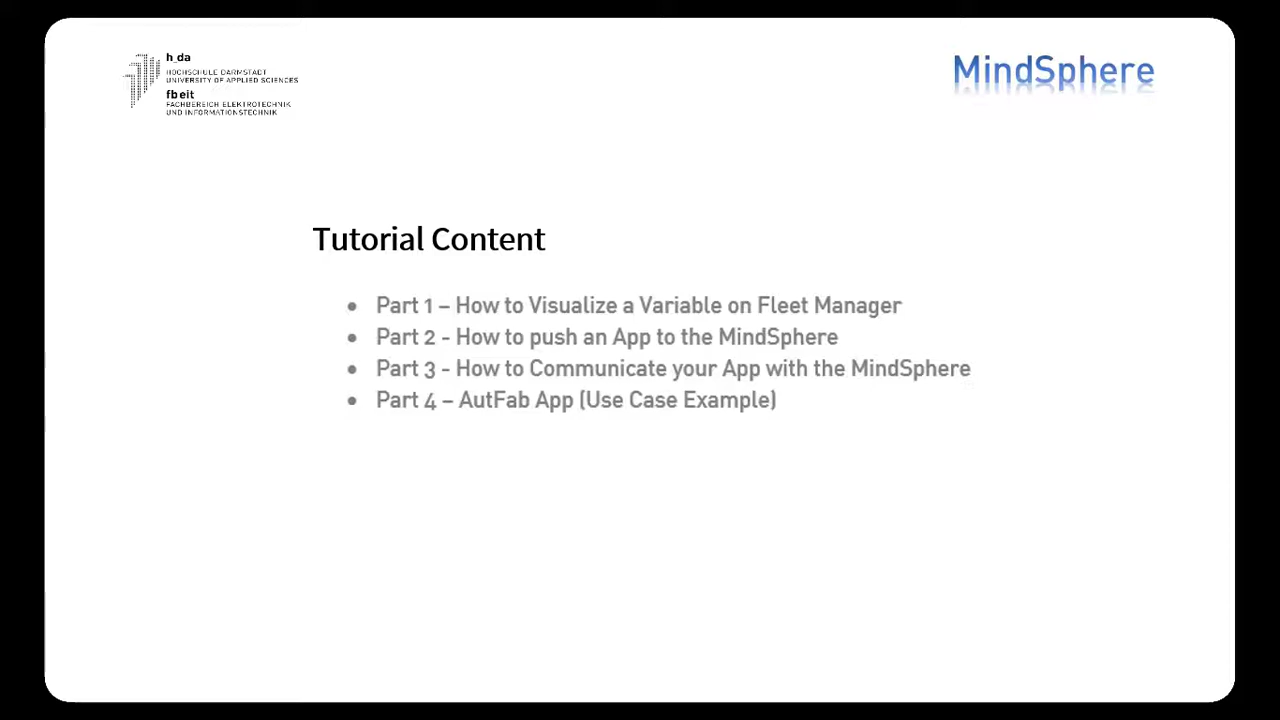 h_da
HOCHSCHULE DARMSTADT
UNIVERSITY OF APPLIED SCIENCES
fbeit
FACHBEREICH ELEKTROTECHNIK
UND INFORMATIONSTECHNIK
MindSphere
Tutorial Content
• Part 1 – How to Visualize a Variable on Fleet Manager
• Part 2 - How to push an App to the MindSphere
• Part 3 - How to Communicate your App with the MindSphere
• Part 4 – AutFab App (Use Case Example)